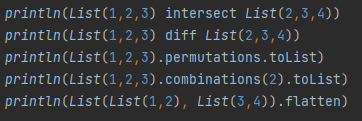 println(List(1,2,3) intersect List(2,3,4))
println(List(1,2,3) diff List(2,3,4))
println(List(1,2,3).permutations.toList)
println(List(1,2,3).combinations(2).toList)
println(List(List(1,2), List(3,4)).flatten)